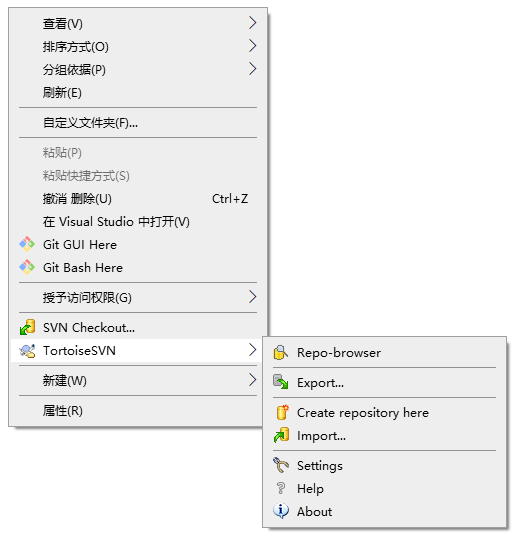 查看(V)
排序方式(O)
分组依据(P)
刷新(E)
自定义文件夹(F)...
粘贴(P)
粘贴快捷方式(S)
撤消 删除(U) Ctrl+Z
在 Visual Studio 中打开(V)
Git GUI Here
Git Bash Here
授予访问权限(G)
SVN Checkout...
TortoiseSVN
新建(W)
属性(R)
Repo-browser
Export...
Create repository here
Import...
Settings
Help
About